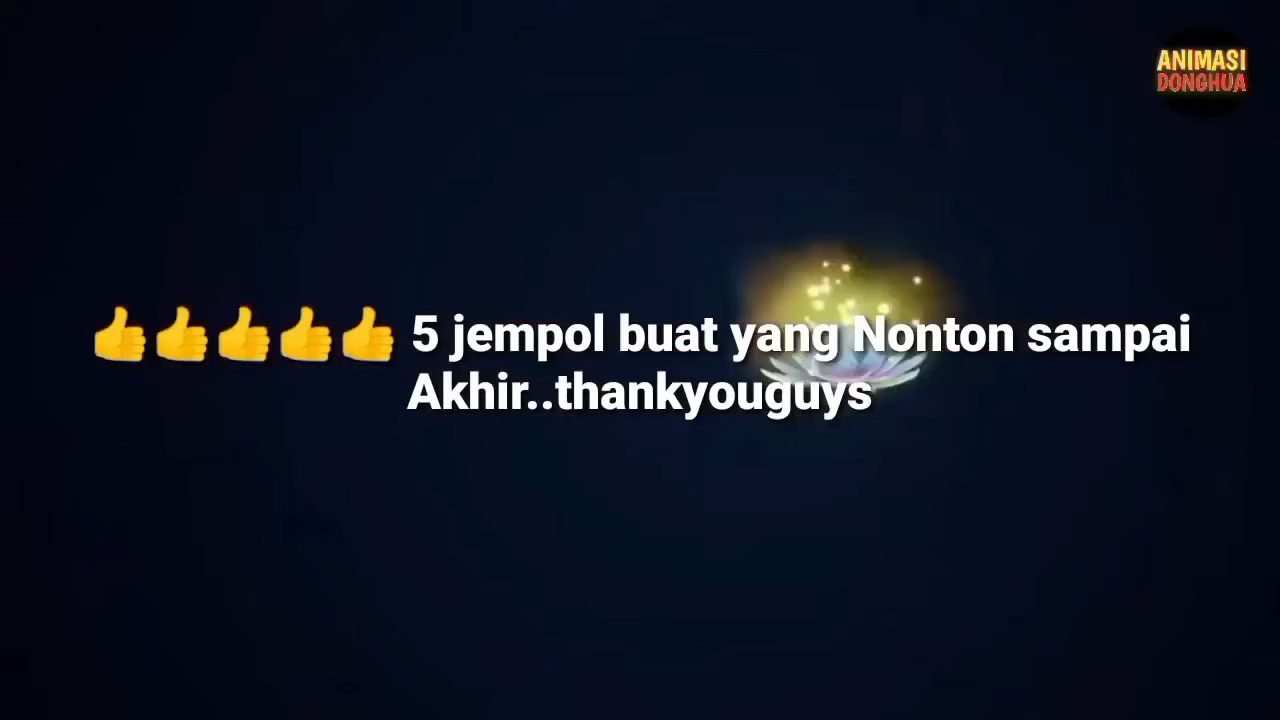 ANIMASI
DONGHUA
👍👍👍👍👍 5 jempol buat yang Nonton sampai
Akhir..thankyouguys